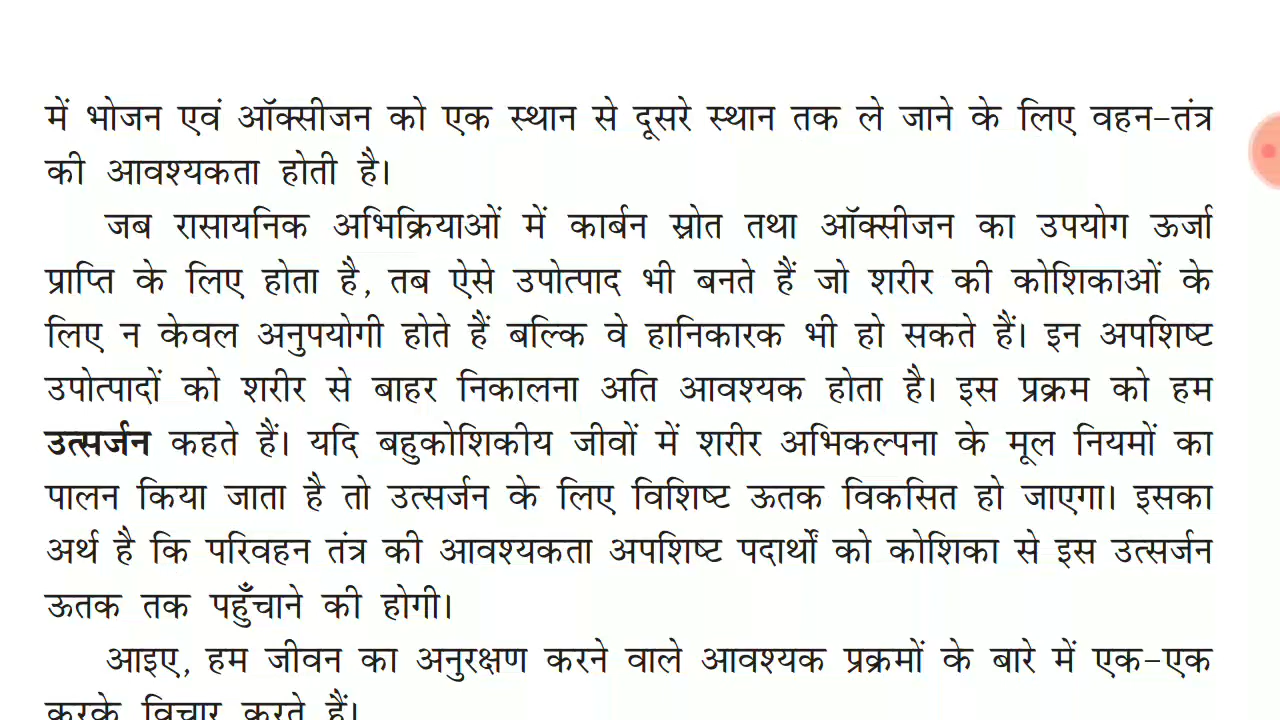 में भोजन एवं ऑक्सीजन को एक स्थान से दूसरे स्थान तक ले जाने के लिए वहन-तंत्र
की आवश्यकता होती है।
जब रासायनिक अभिक्रियाओं में कार्बन स्रोत तथा ऑक्सीजन का उपयोग ऊर्जा
प्राप्ति के लिए होता है, तब ऐसे उपोत्पाद भी बनते हैं जो शरीर की कोशिकाओं के
लिए न केवल अनुपयोगी होते हैं बल्कि वे हानिकारक भी हो सकते हैं। इन अपशिष्ट
उपोत्पादों को शरीर से बाहर निकालना अति आवश्यक होता है। इस प्रक्रम को हम
उत्सर्जन कहते हैं। यदि बहुकोशिकीय जीवों में शरीर अभिकल्पना के मूल नियमों का
पालन किया जाता है तो उत्सर्जन के लिए विशिष्ट ऊतक विकसित हो जाएगा। इसका
अर्थ है कि परिवहन तंत्र की आवश्यकता अपशिष्ट पदार्थों को कोशिका से इस उत्सर्जन
ऊतक तक पहुँचाने की होगी।
आइए, हम जीवन का अनुरक्षण करने वाले आवश्यक प्रक्रमों के बारे में एक-एक
करके विचार करते हैं।